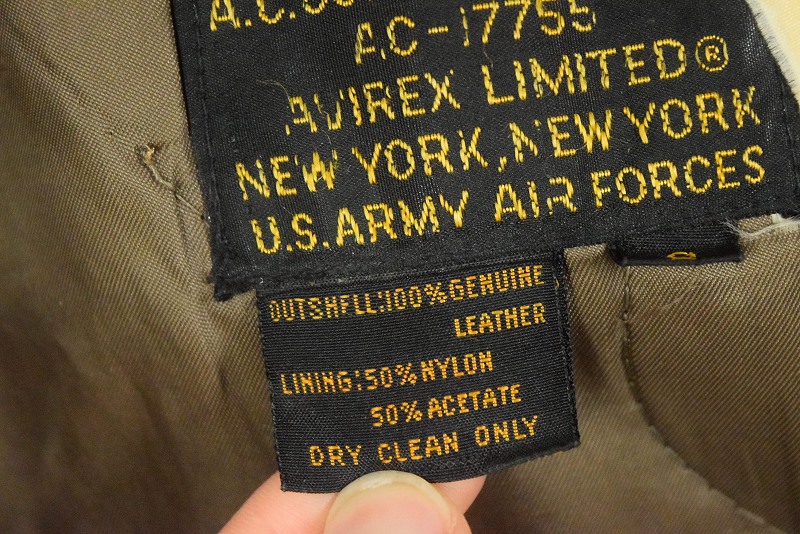 A.C.
AC-17755
AVIREX LIMITED®
NEW YORK, NEW YORK
U.S. ARMY AIR FORCES
OUTSHELL:100% GENUINE
LEATHER
LINING:50% NYLON
50% ACETATE
DRY CLEAN ONLY